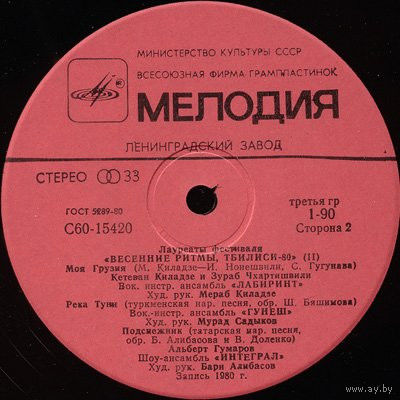 МИНИСТЕРСТВО КУЛЬТУРЫ СССР
ВСЕСОЮЗНАЯ ФИРМА ГРАМПЛАСТИНОК
МЕЛОДИЯ
ЛЕНИНГРАДСКИЙ ЗАВОД
СТЕРЕО 33
ГОСТ 5289-80
С60-15420
третья гр
1-90
Сторона 2
Лауреаты фестиваля
«ВЕСЕННИЕ РИТМЫ, ТБИЛИСИ-80» (II)
Моя Грузия (М. Киладзе—И. Нонешвили, С. Гугунава)
Кетеван Киладзе и Зураб Чхартишвили
Вок. инстр. ансамбль «ЛАБИРИНТ»
Худ. рук. Мераб Киладзе
Река Туни (туркменская нар. песня, обр. Ш. Бяшимова)
Вок.-инстр. ансамбль «ГУНЕШ»
Худ. рук. Мурад Садыков
Подснежник (татарская нар. песня,
обр. Б. Алибасова и В. Доленко)
Альберт Гумаров
Шоу-ансамбль «ИНТЕГРАЛ»
Худ. рук. Бари Алибасов
Запись 1980 г.
www.ay.by